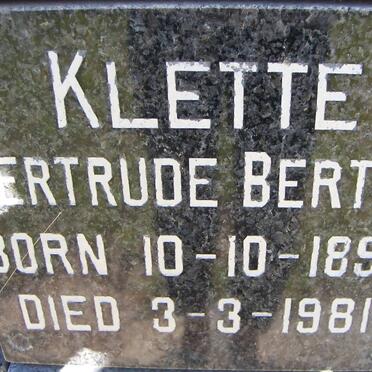 KLETTE
ERTRUDE BERT
BORN 10-10-189
DIED 3-3-1981